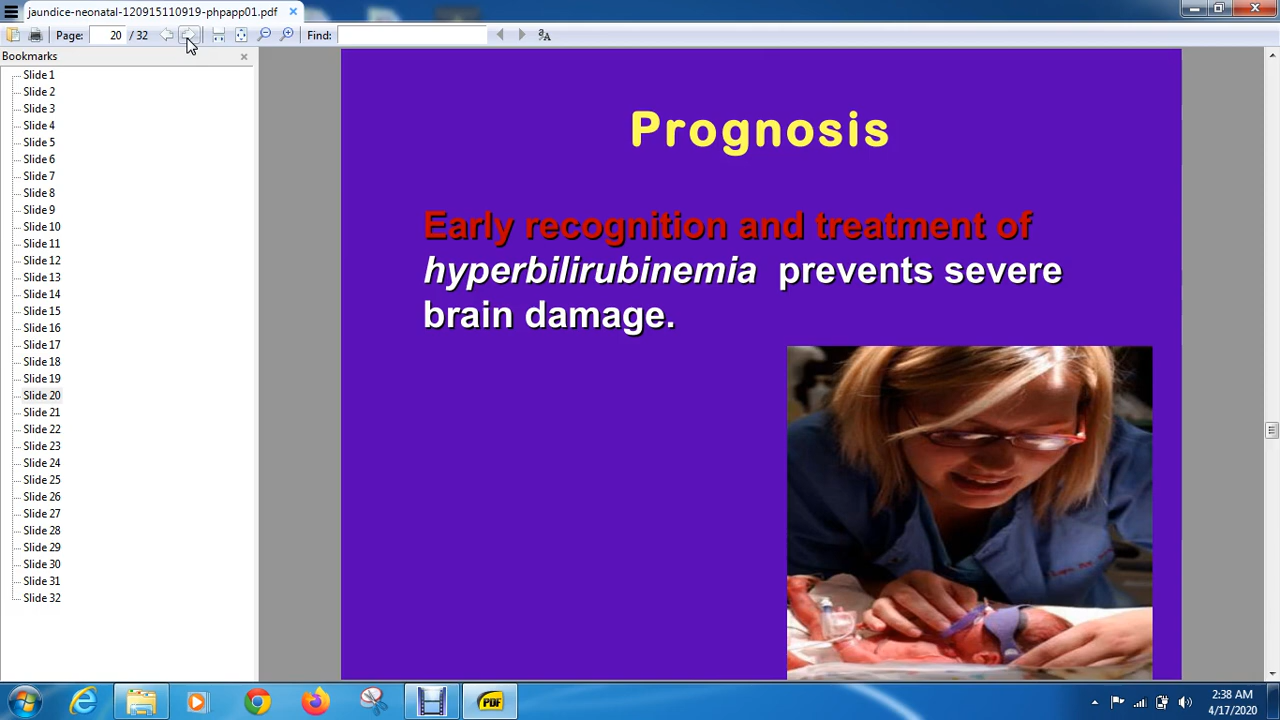 jaundice-neonatal-120915110919-phpapp01.pdf
Page: 20 / 32 Find:
Bookmarks
Slide 1
Slide 2
Slide 3
Slide 4
Slide 5
Slide 6
Slide 7
Slide 8
Slide 9
Slide 10
Slide 11
Slide 12
Slide 13
Slide 14
Slide 15
Slide 16
Slide 17
Slide 18
Slide 19
Slide 20
Slide 21
Slide 22
Slide 23
Slide 24
Slide 25
Slide 26
Slide 27
Slide 28
Slide 29
Slide 30
Slide 31
Slide 32
Prognosis
Early recognition and treatment of
hyperbilirubinemia prevents severe
brain damage.
PDF
2:38 AM
4/17/2020